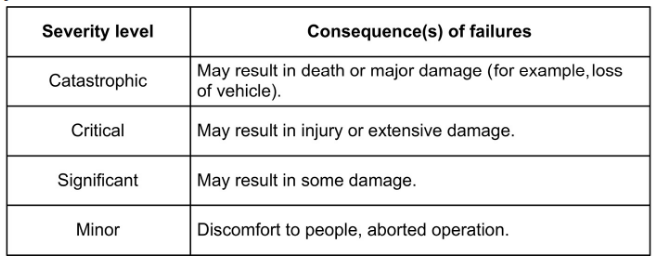 Severity level
Consequence(s) of failures
Catastrophic
May result in death or major damage (for example, loss
of vehicle).
Critical
May result in injury or extensive damage.
Significant
May result in some damage.
Minor
Discomfort to people, aborted operation.